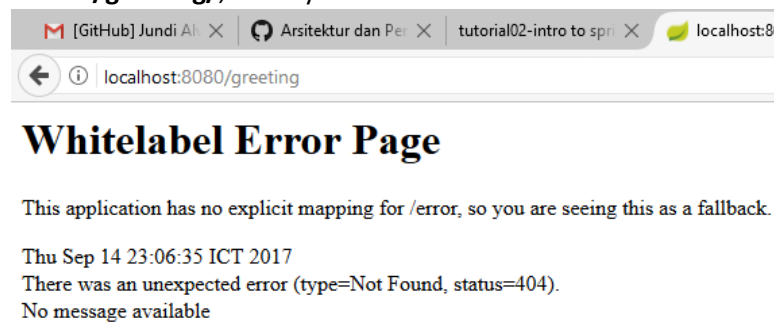 [GitHub] Jundi Al
Arsitektur dan Per
tutorial02-intro to spri
localhost:8
localhost:8080/greeting
Whitelabel Error Page
This application has no explicit mapping for /error, so you are seeing this as a fallback.
Thu Sep 14 23:06:35 ICT 2017
There was an unexpected error (type=Not Found, status=404).
No message available